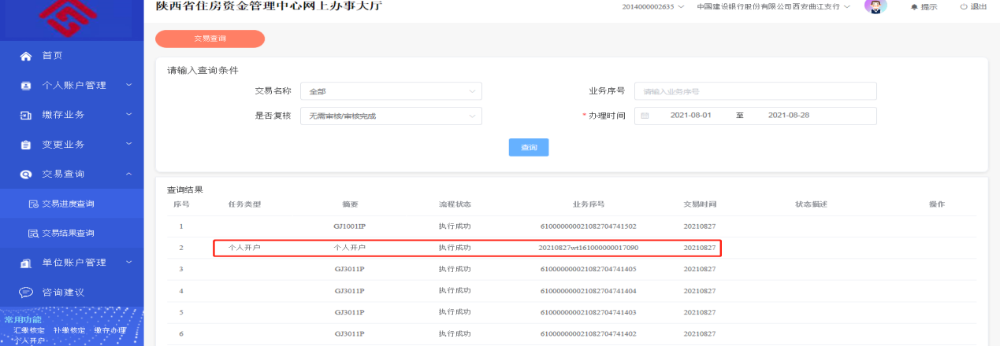 陕西省住房资金管理中心网上办事大厅
2014000002635 中国建设银行股份有限公司西安曲江支行 提示 退出
首页
个人账户管理
缴存业务
变更业务
交易查询
交易进度查询
交易结果查询
单位账户管理
咨询建议
常用功能
汇缴核定 补缴核定 缴存办理
个人开户
交易查询
请输入查询条件
交易名称 全部 业务序号 请输入业务序号
是否复核 无需审核/审核完成 * 办理时间 2021-08-01 至 2021-08-28
查询
查询结果
序号 任务类型 摘要 流程状态 业务序号 交易时间 状态描述 操作
1 GJ1001IP 执行成功 610000000021082704741502 20210827
2 个人开户 个人开户 执行成功 20210827wt161000000017090 20210827
3 GJ3011P 执行成功 610000000021082704741405 20210827
4 GJ3011P 执行成功 610000000021082704741404 20210827
5 GJ3011P 执行成功 610000000021082704741403 20210827
6 GJ3011P 执行成功 610000000021082704741402 20210827